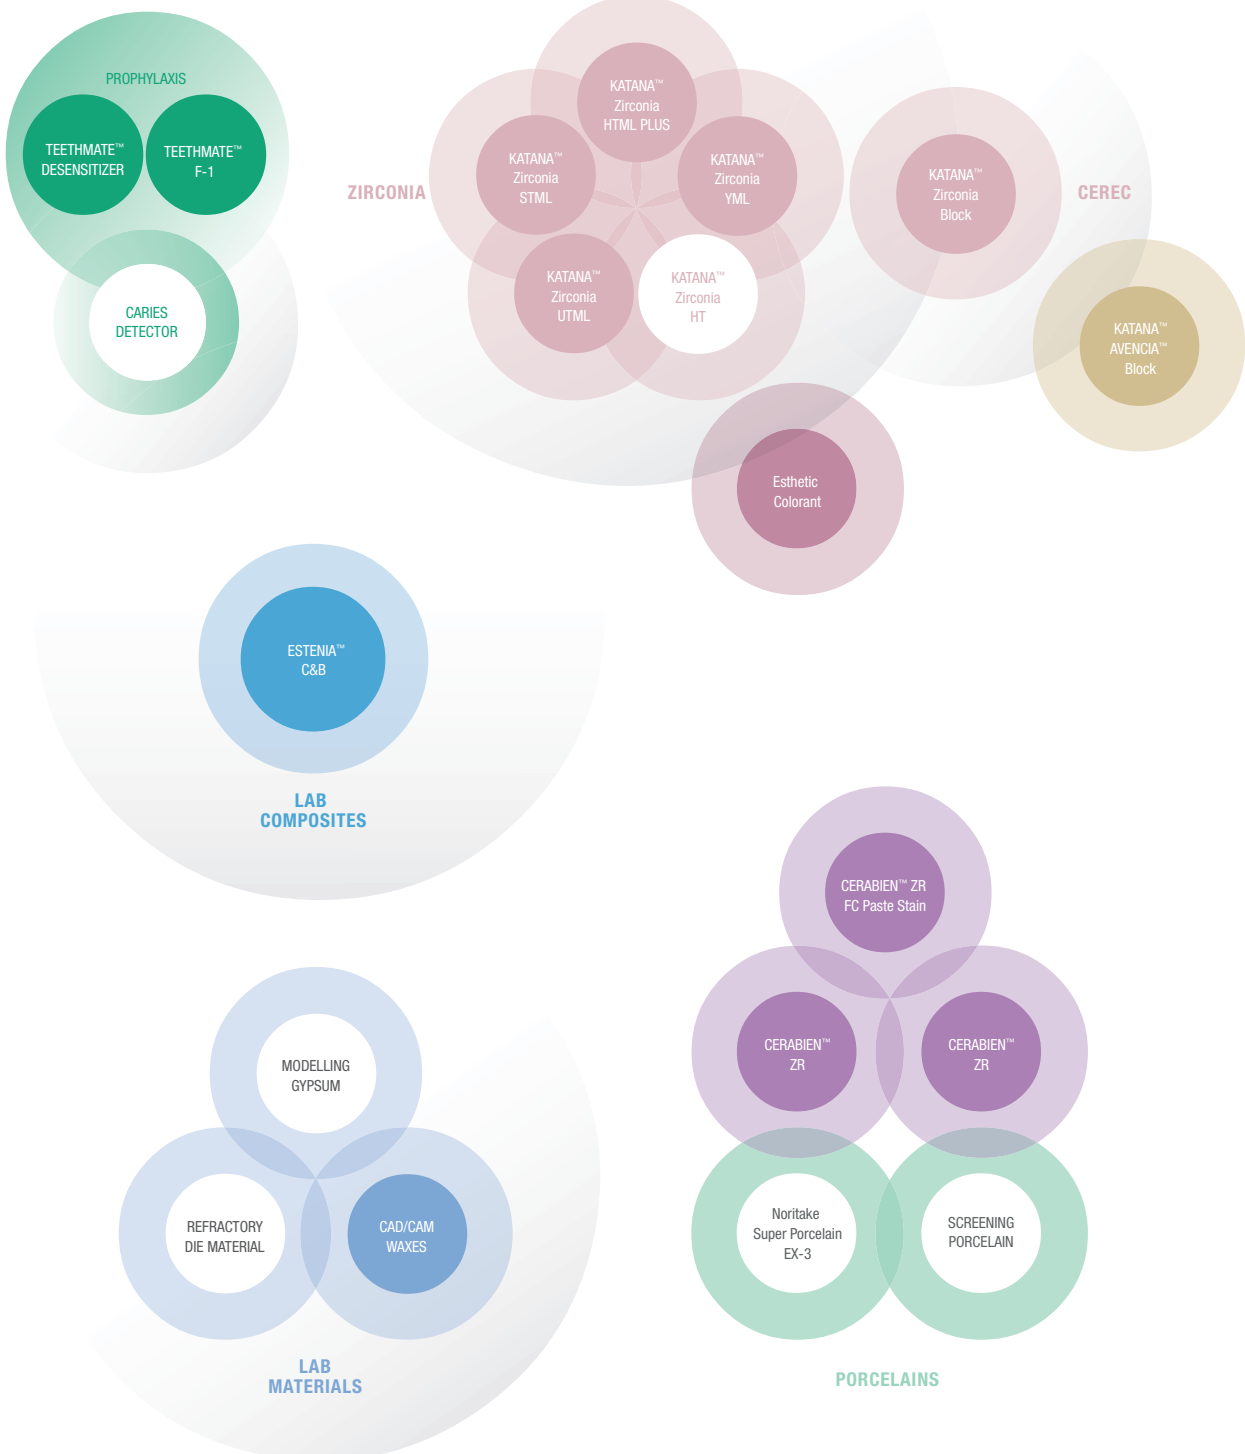 PROPHYLAXIS
TEETHMATE™
DESENSITIZER
TEETHMATE™
F-1
CARIES
DETECTOR
ZIRCONIA
KATANA™
Zirconia
HTML PLUS
KATANA™
Zirconia
STML
KATANA™
Zirconia
YML
KATANA™
Zirconia
UTML
KATANA™
Zirconia
HT
KATANA™
Zirconia
Block
CEREC
KATANA™
AVENCIA™
Block
Esthetic
Colorant
ESTENIA™
C&B
LAB
COMPOSITES
CERABIEN™ ZR
FC Paste Stain
CERABIEN™
ZR
CERABIEN™
ZR
Noritake
Super Porcelain
EX-3
SCREENING
PORCELAIN
PORCELAINS
MODELLING
GYPSUM
REFRACTORY
DIE MATERIAL
CAD/CAM
WAXES
LAB
MATERIALS